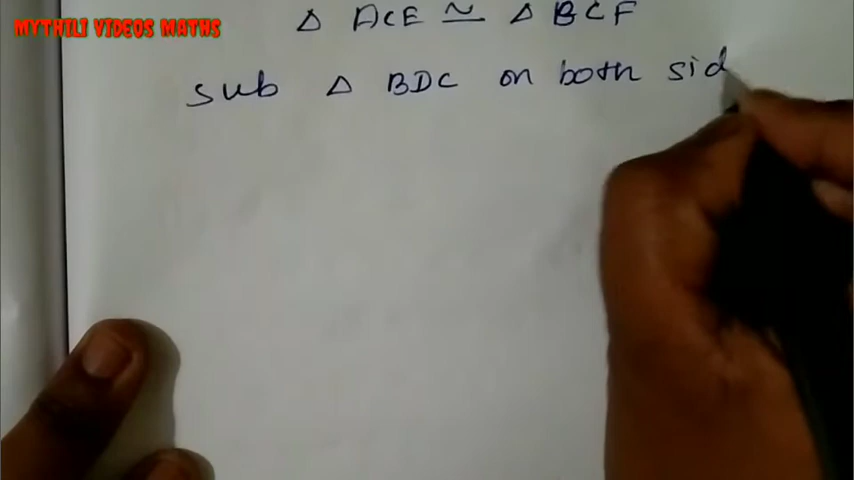 MYTHILI VIDEOS MATHS
△ ACE ≅ △ BCF
sub △ BDC on both sid